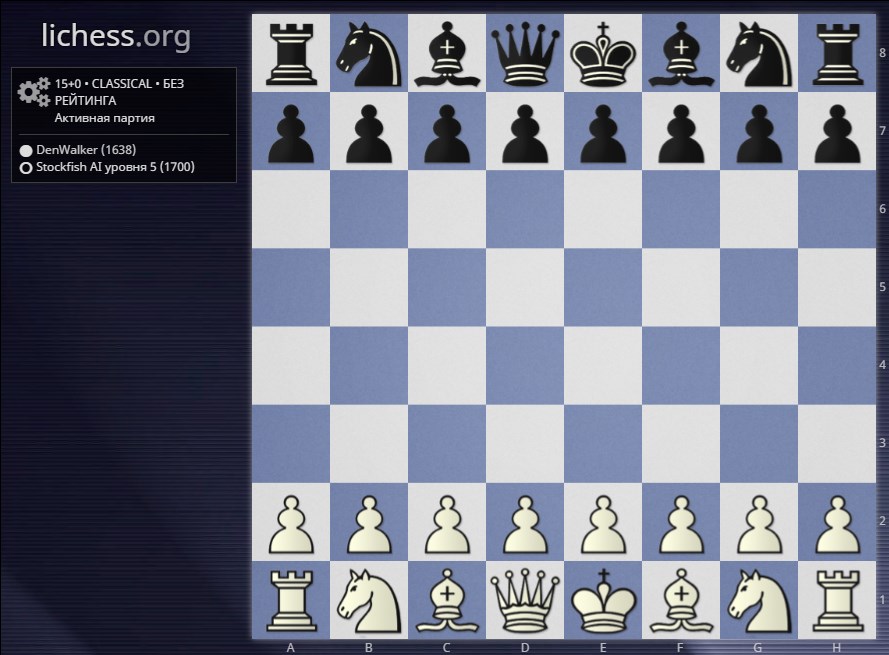 lichess.org
15+0 • CLASSICAL • БЕЗ
РЕЙТИНГА
Активная партия
DenWalker (1638)
Stockfish AI уровня 5 (1700)
8
7
6
5
4
3
2
1
A B C D E F G H